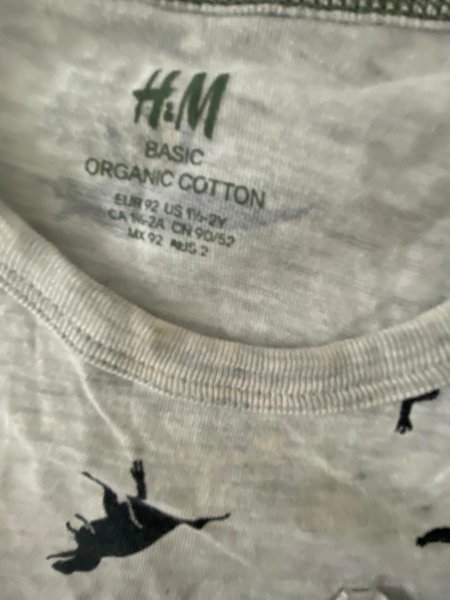 H&M
BASIC
ORGANIC COTTON
EUR 92 US 1½-2Y
CA 1½-2A CN 90/52
MX 92 AUS 2